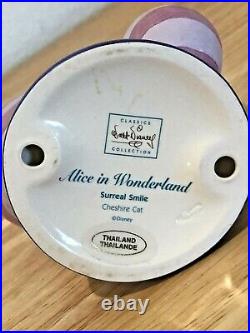 CLASSICS
Walt Disney
COLLECTION
Alice in Wonderland
Surreal Smile
Cheshire Cat
©Disney
THAILAND
THAILANDE